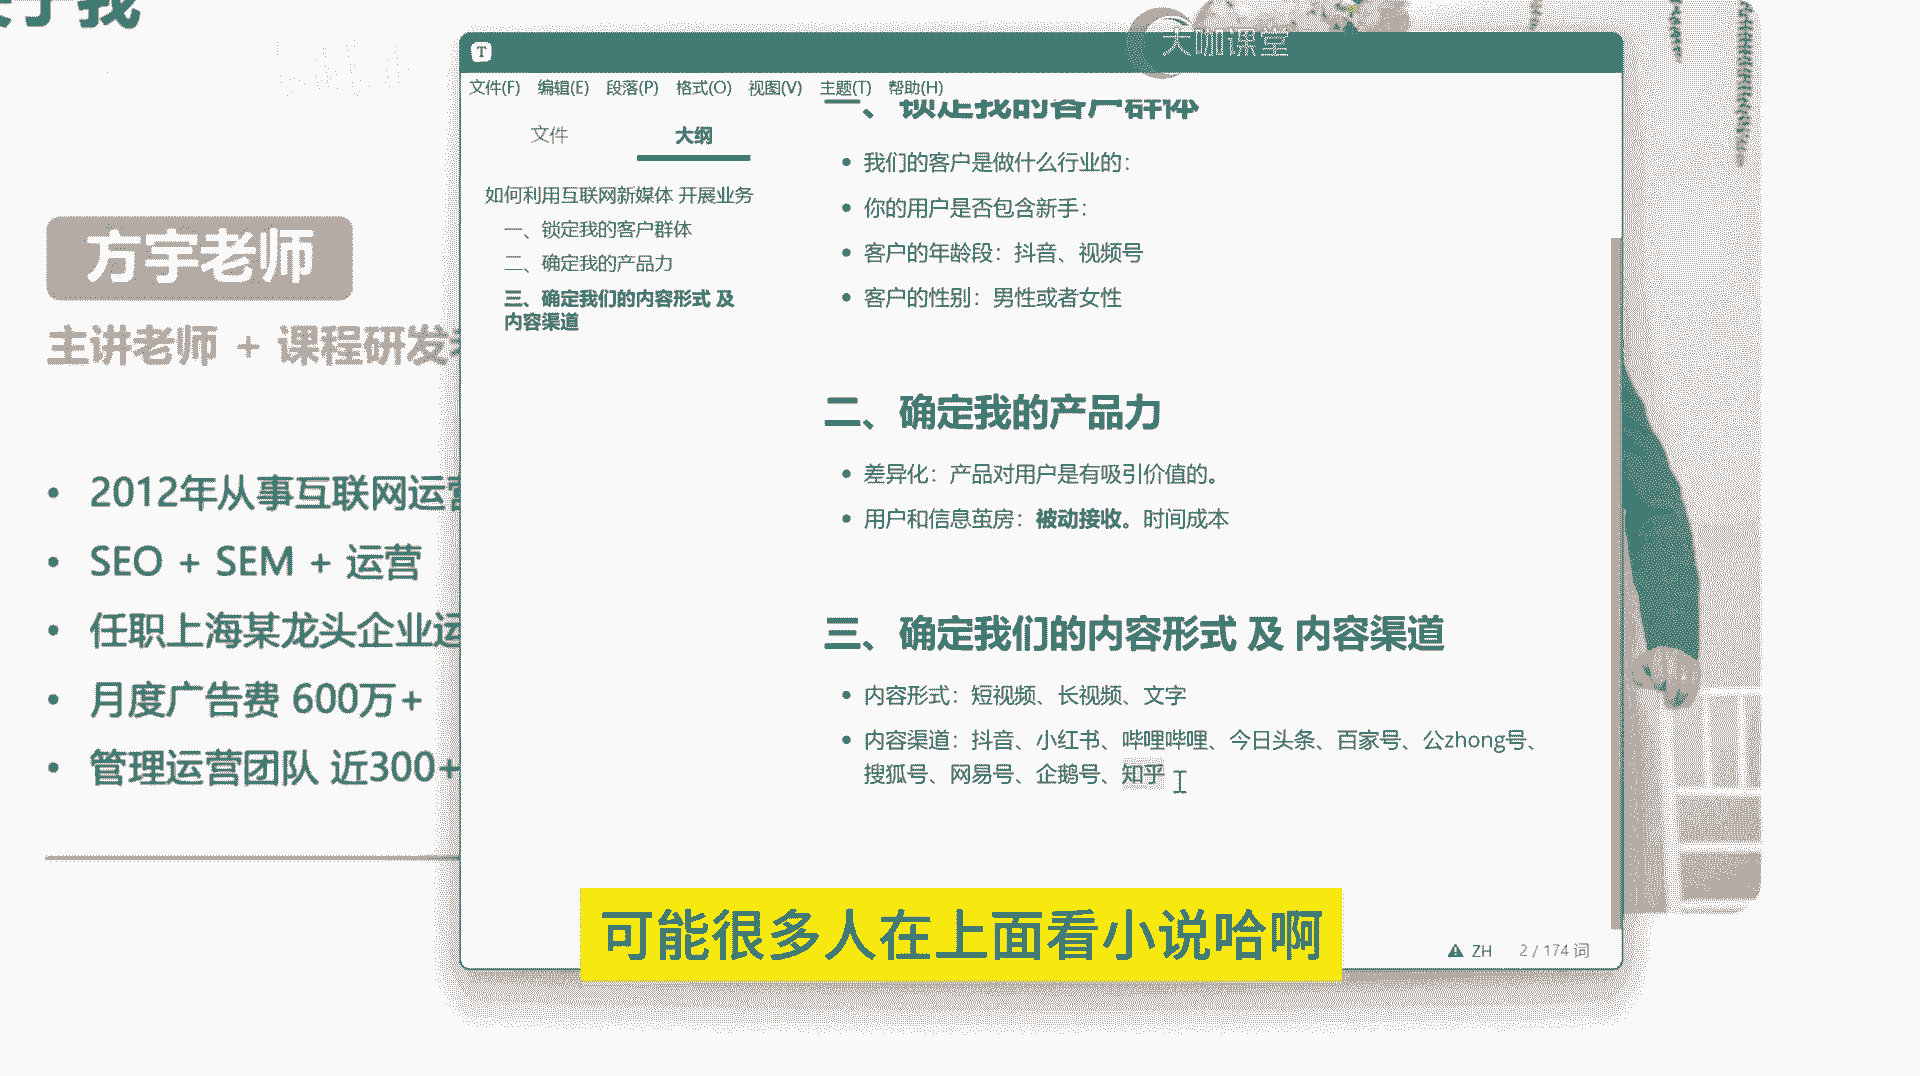 大咖课堂
方宇老师
主讲老师 + 课程研发
2012年从事互联网运营
SEO + SEM + 运营
任职上海某龙头企业运
月度广告费 600万+
管理运营团队 近300+
T
文件(F) 编辑(E) 段落(P) 格式(O) 视图(V) 主题(T) 帮助(H)
文件 大纲
如何利用互联网新媒体 开展业务
一、锁定我的客户群体
二、确定我的产品力
三、确定我们的内容形式 及
内容渠道
一、锁定我的客户群体
我们的客户是做什么行业的：
你的用户是否包含新手：
客户的年龄段：抖音、视频号
客户的性别：男性或者女性
二、确定我的产品力
差异化：产品对用户是有吸引价值的。
用户和信息茧房：被动接收。时间成本
三、确定我们的内容形式 及 内容渠道
内容形式：短视频、长视频、文字
内容渠道：抖音、小红书、哔哩哔哩、今日头条、百家号、公zhong号、
搜狐号、网易号、企鹅号、知乎
ZH 2 / 174 词
可能很多人在上面看小说哈啊